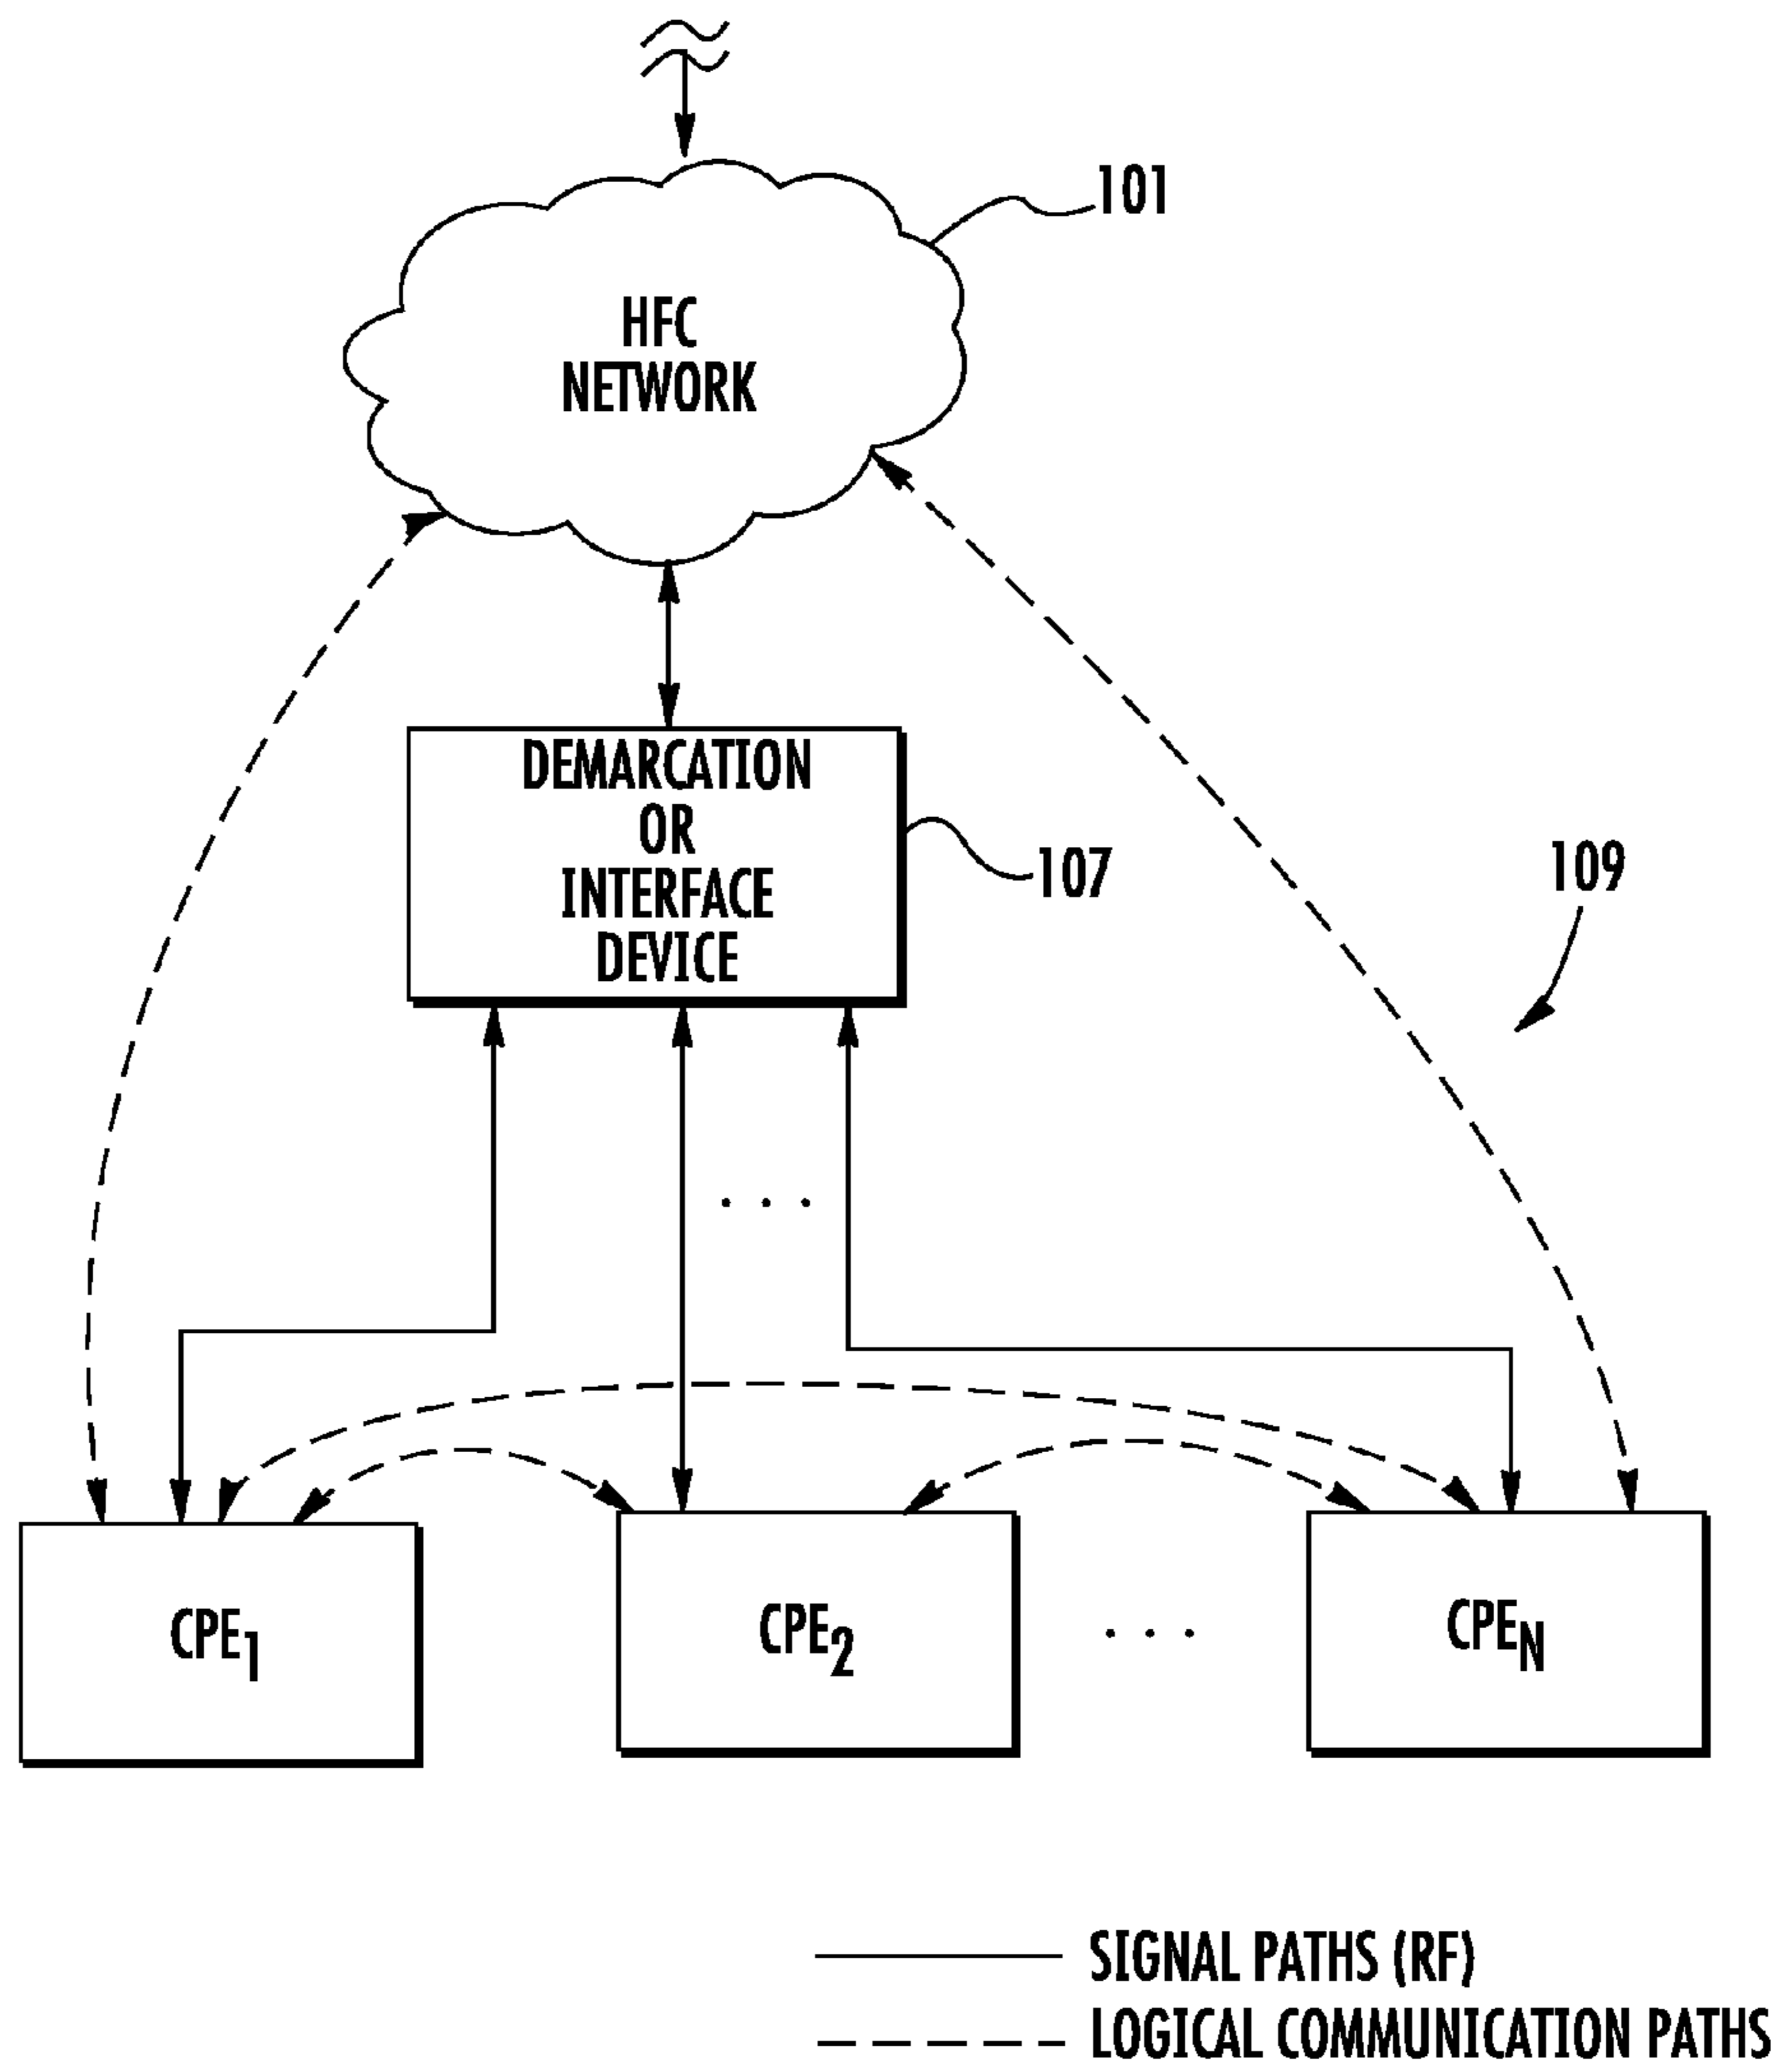 101
HFC
NETWORK
DEMARCATION
OR
INTERFACE
DEVICE
107
109
. . .
CPE1
CPE2
. . .
CPEN
SIGNAL PATHS (RF)
LOGICAL COMMUNICATION PATHS